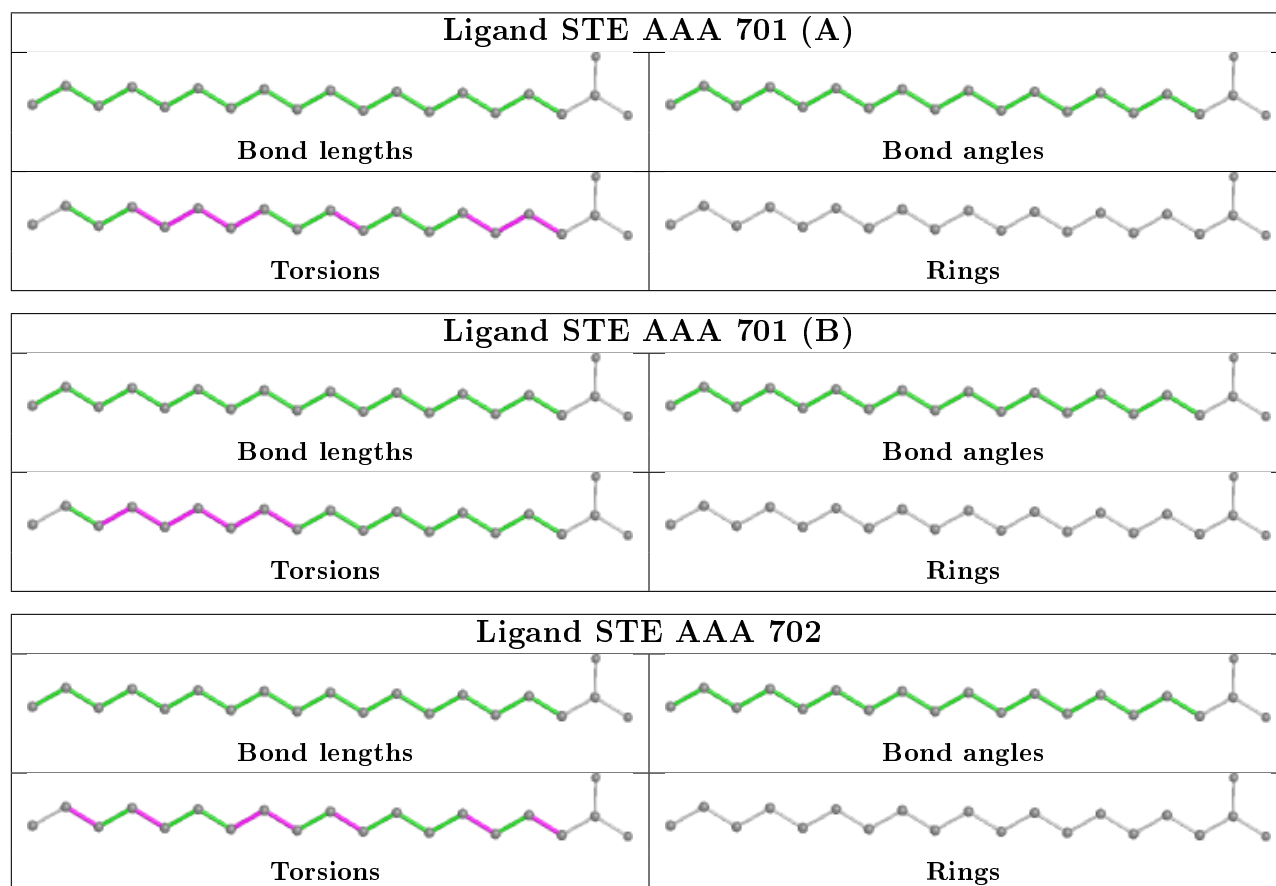 Ligand STE AAA 701 (A)
Bond lengths
Bond angles
Torsions
Rings
Ligand STE AAA 701 (B)
Bond lengths
Bond angles
Torsions
Rings
Ligand STE AAA 702
Bond lengths
Bond angles
Torsions
Rings